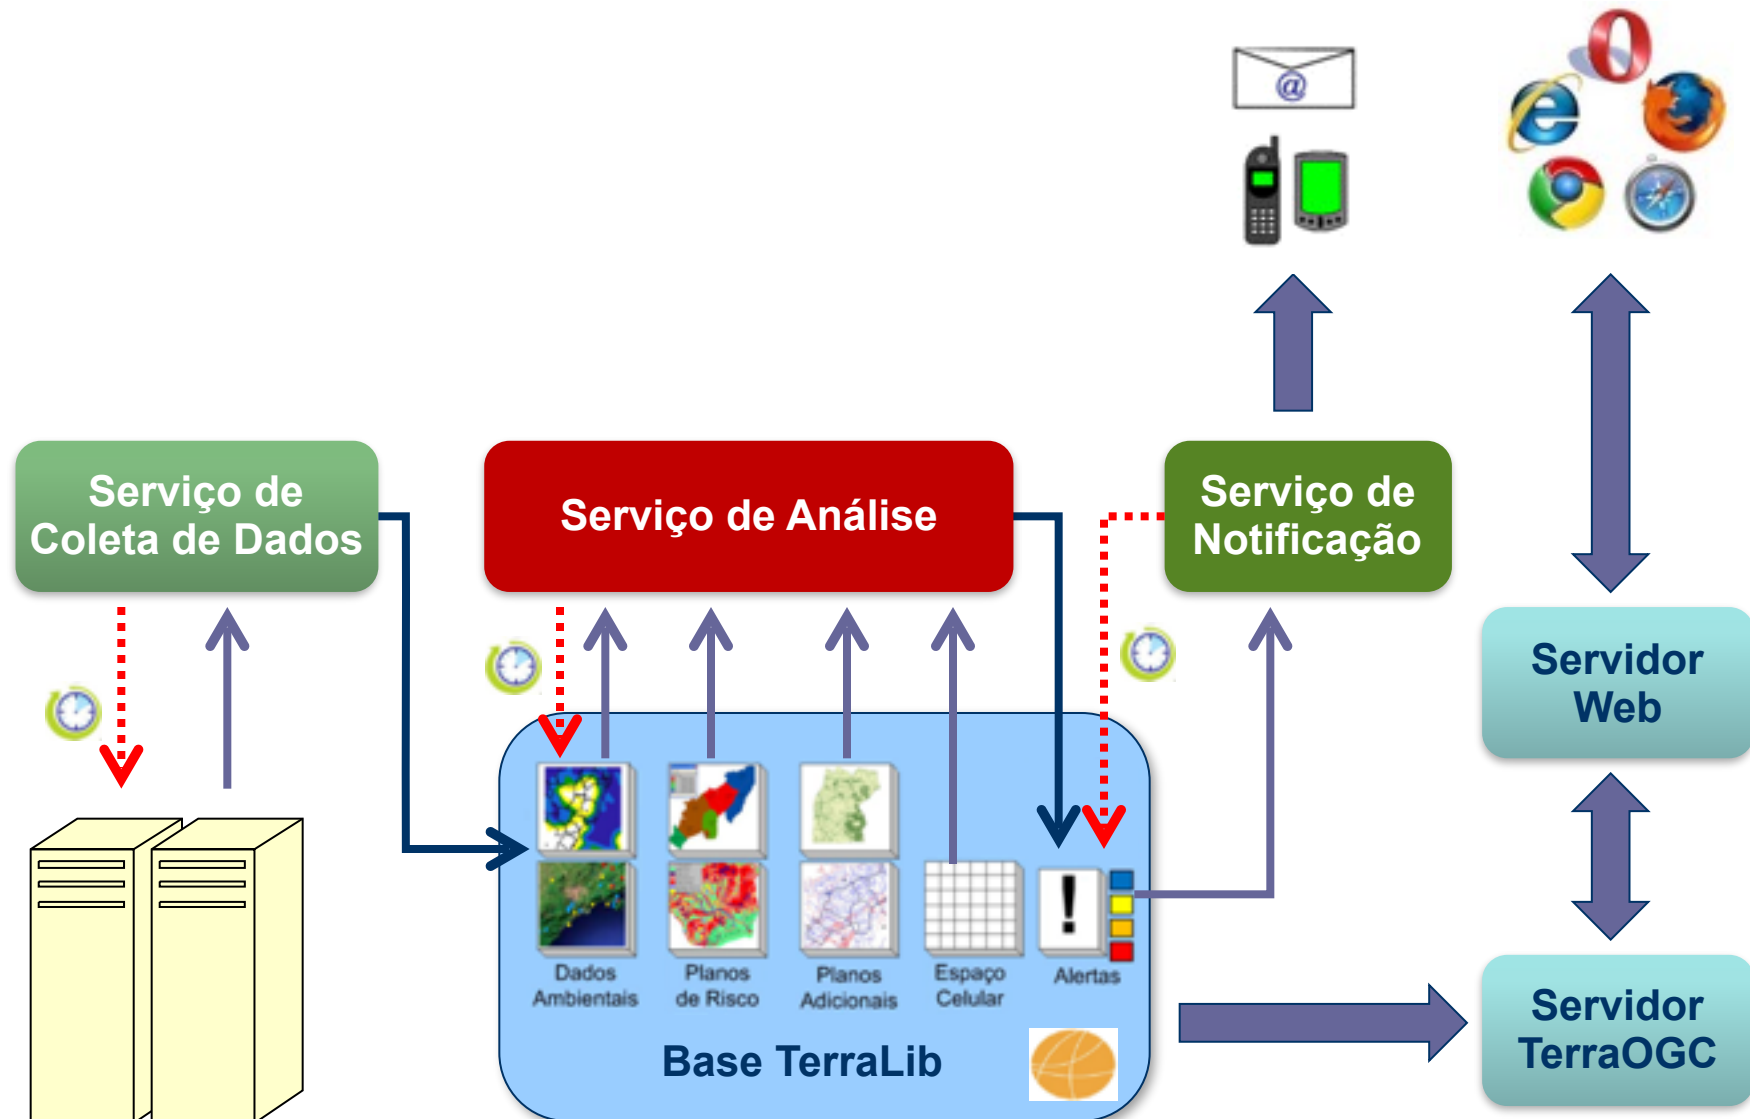 @
Serviço de
Coleta de Dados
Serviço de Análise
Serviço de
Notificação
Servidor
Web
!
Dados
Ambientais
Planos
de Risco
Planos
Adicionais
Espaço
Celular
Alertas
Base TerraLib
Servidor
TerraOGC